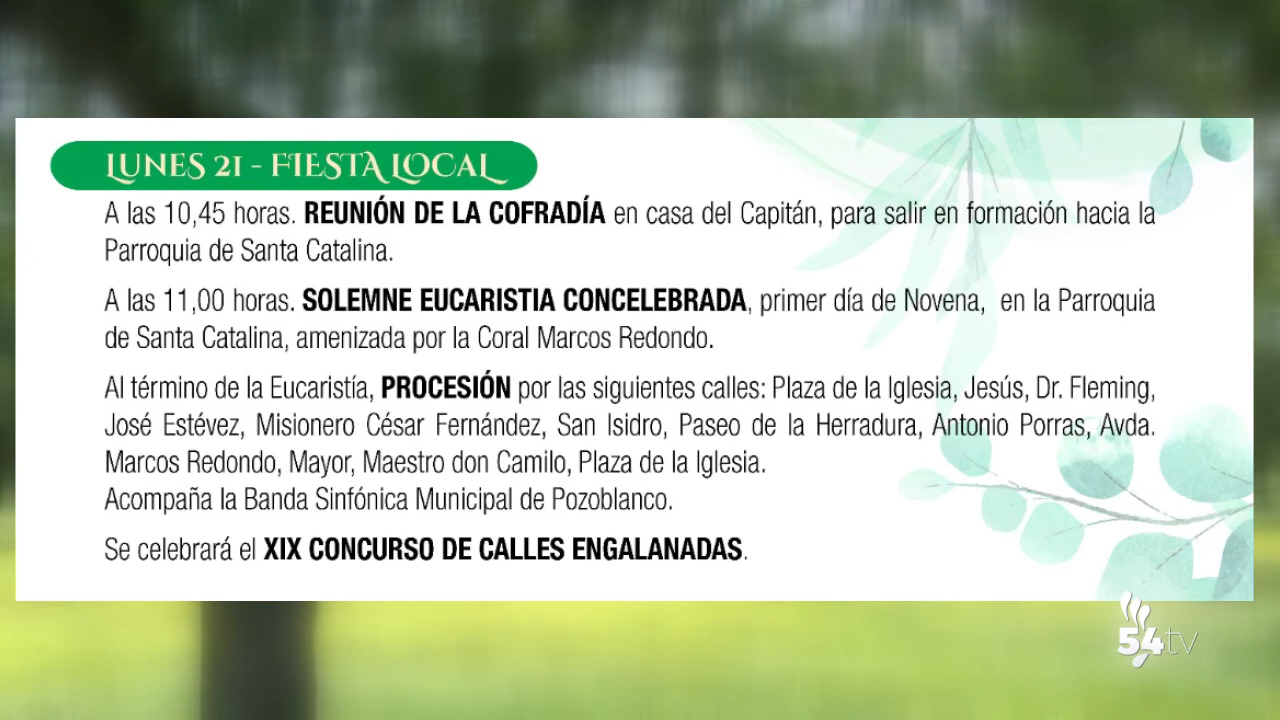 LUNES 21 - FIESTA LOCAL
A las 10,45 horas. REUNIÓN DE LA COFRADÍA en casa del Capitán, para salir en formación hacia la
Parroquia de Santa Catalina.
A las 11,00 horas. SOLEMNE EUCARISTIA CONCELEBRADA, primer día de Novena, en la Parroquia
de Santa Catalina, amenizada por la Coral Marcos Redondo.
Al término de la Eucaristía, PROCESIÓN por las siguientes calles: Plaza de la Iglesia, Jesús, Dr. Fleming,
José Estévez, Misionero César Fernández, San Isidro, Paseo de la Herradura, Antonio Porras, Avda.
Marcos Redondo, Mayor, Maestro don Camilo, Plaza de la Iglesia.
Acompaña la Banda Sinfónica Municipal de Pozoblanco.
Se celebrará el XIX CONCURSO DE CALLES ENGALANADAS.
54tv